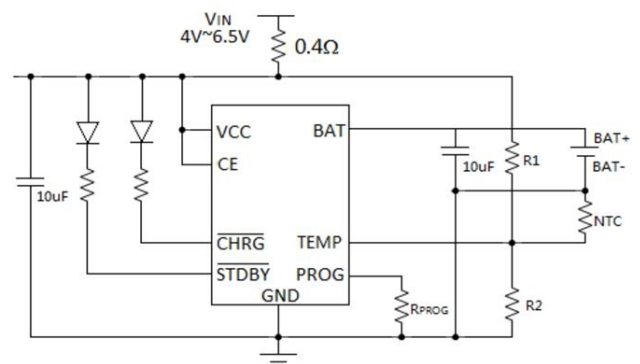 VIN
4V~6.5V
0.4Ω
VCC
BAT
BAT+
CE
10uF
R1
BAT-
10uF
NTC
CHRG
TEMP
STDBY
PROG
GND
RPROG
R2